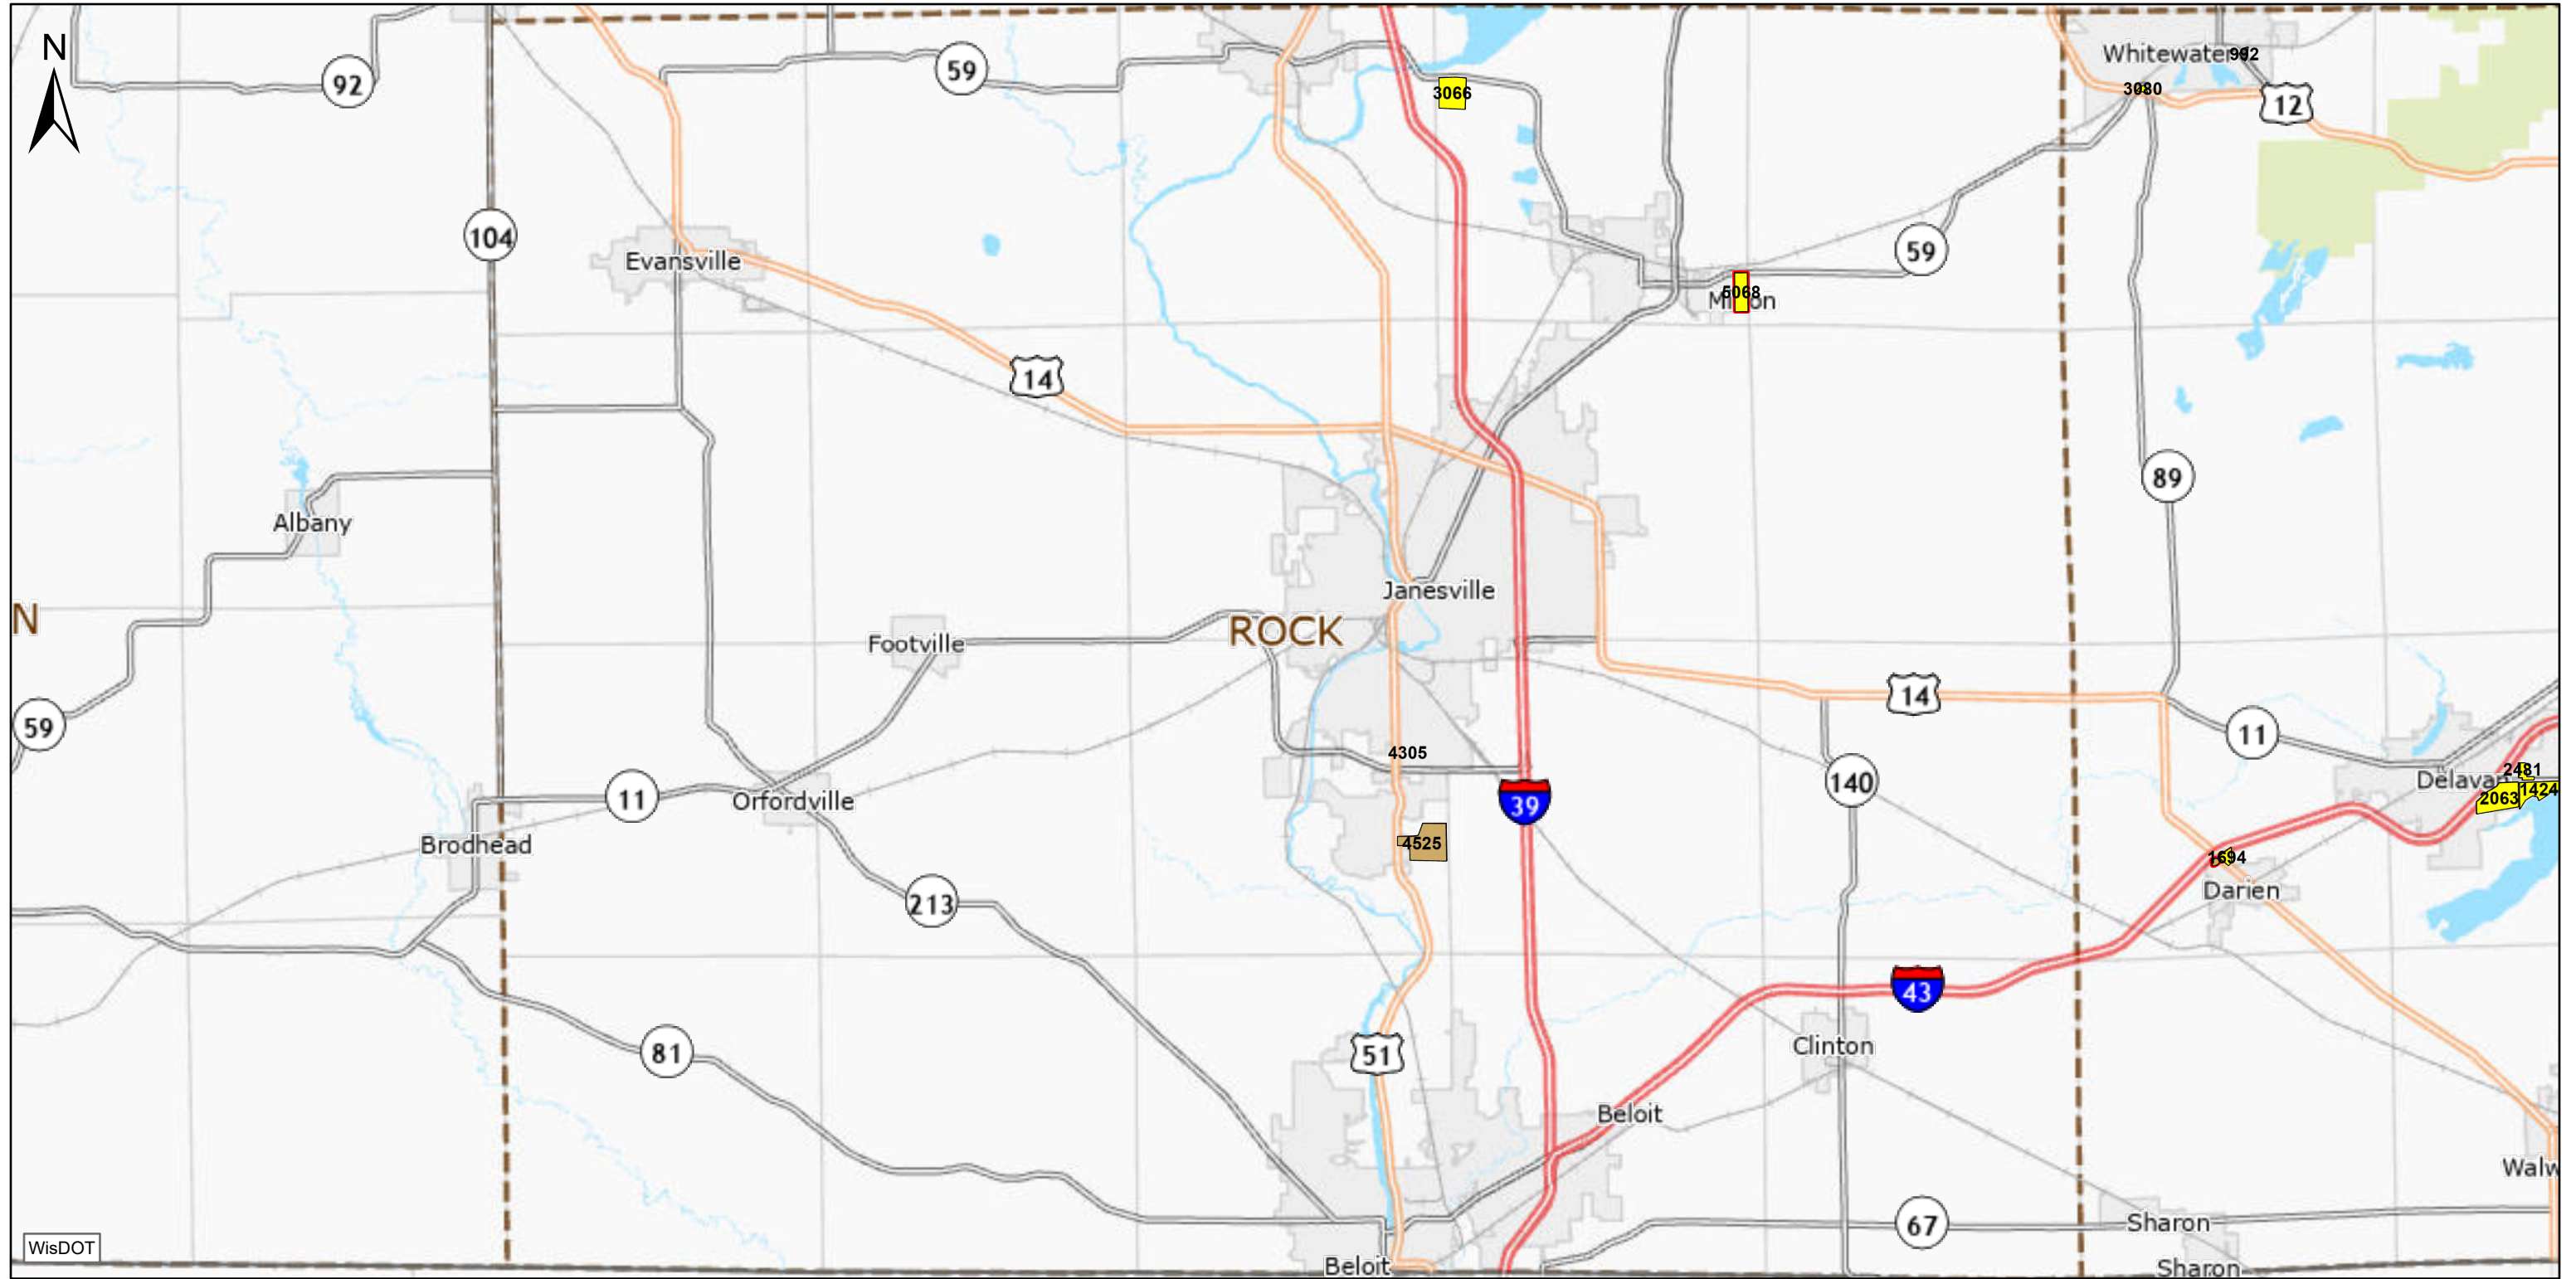 N
92
59
3066
Whitewater
992
3080
12
104
Evansville
59
5068
Milton
14
89
Albany
Janesville
N
ROCK
Footville
59
14
11
4305
140
2481
Delavan
1424
2063
39
11
Orfordville
Brodhead
4525
1694
Darien
213
43
51
81
Clinton
Beloit
Walw
67
Sharon
WisDOT
Beloit
Sharon